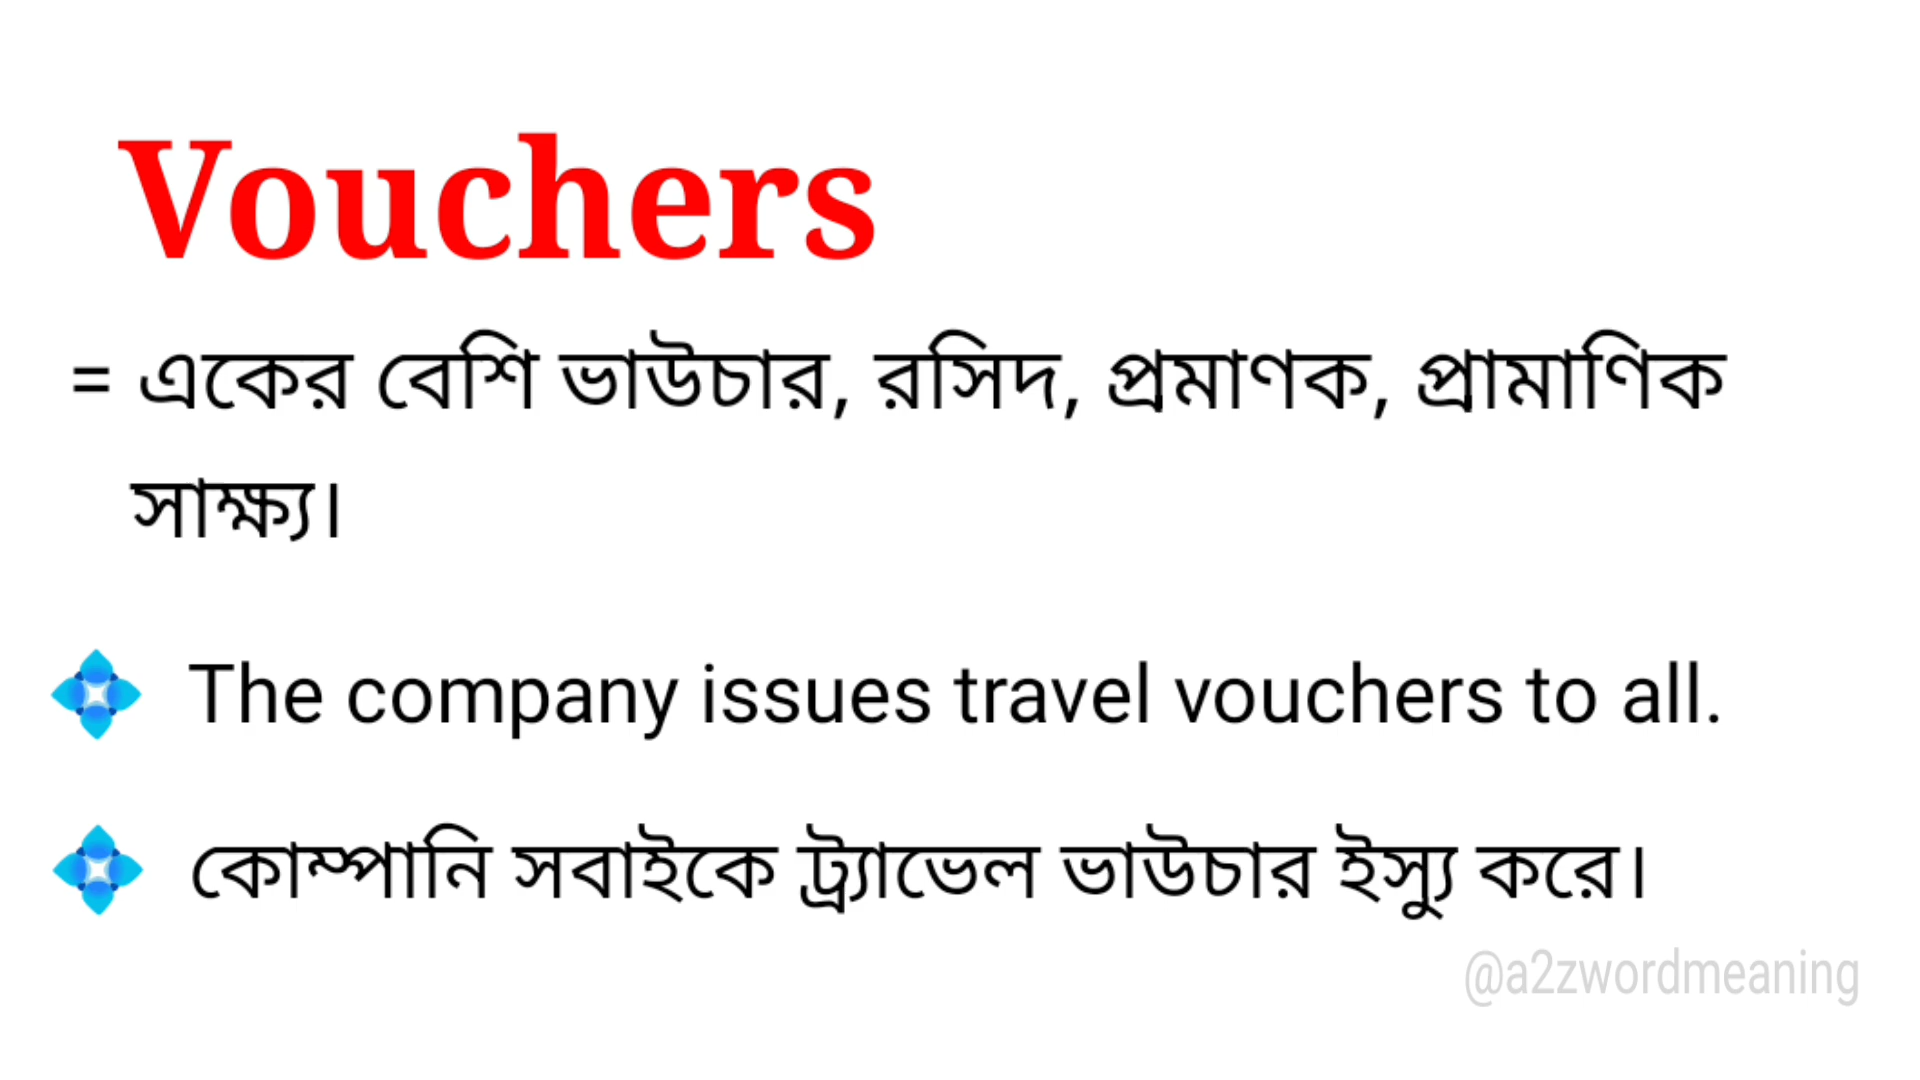 Vouchers
= একের বেশি ভাউচার, রসিদ, প্রমাণক, প্রামাণিক
সাক্ষ্য।
The company issues travel vouchers to all.
কোম্পানি সবাইকে ট্র্যাভেল ভাউচার ইস্যু করে।
@a2zwordmeaning